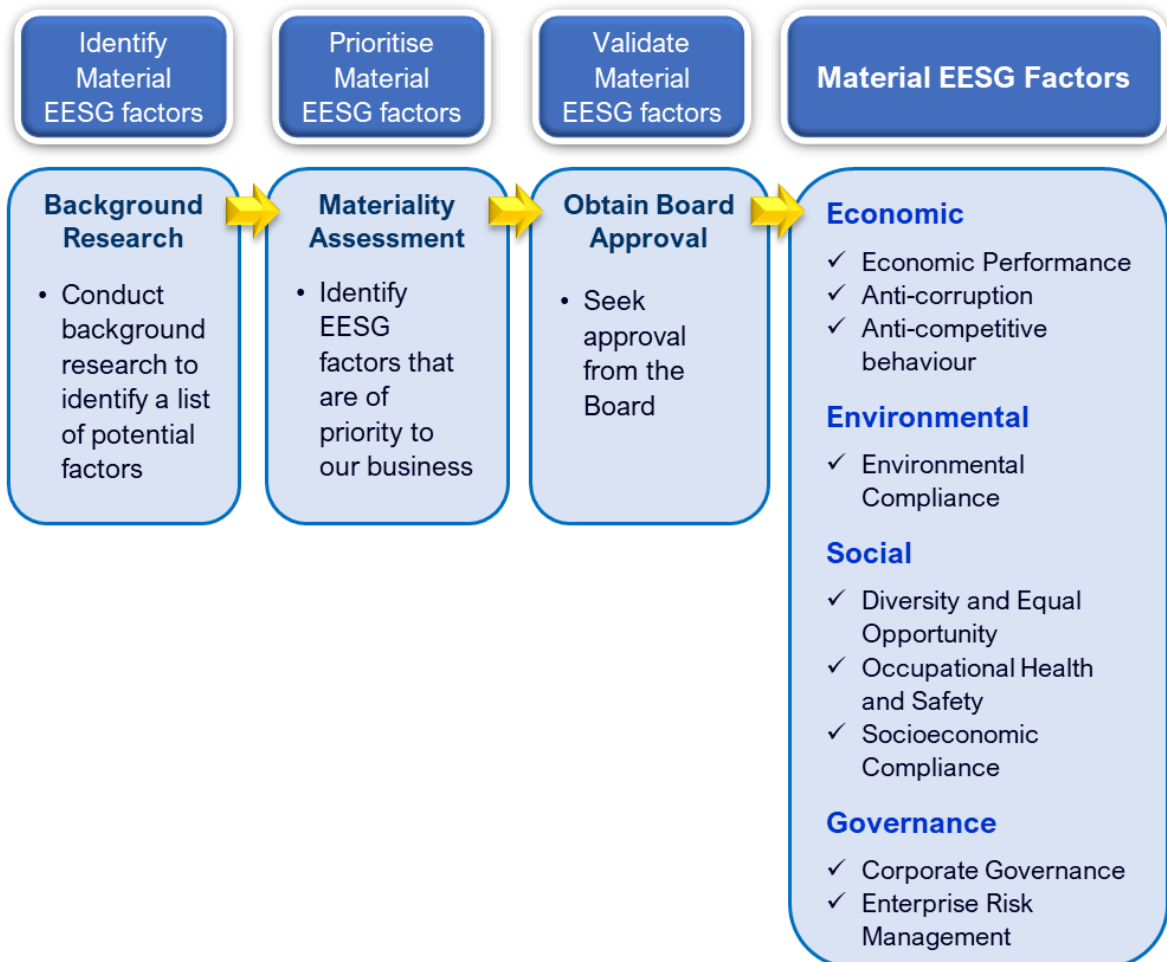 Identify
Material
EESG factors
Prioritise
Material
EESG factors
Validate
Material
EESG factors
Material EESG Factors
Background
Research
• Conduct
background
research to
identify a list
of potential
factors
Materiality
Assessment
• Identify
EESG
factors that
are of
priority to
our business
Obtain Board
Approval
• Seek
approval
from the
Board
Economic
✓ Economic Performance
✓ Anti-corruption
✓ Anti-competitive
behaviour
Environmental
✓ Environmental
Compliance
Social
✓ Diversity and Equal
Opportunity
✓ Occupational Health
and Safety
✓ Socioeconomic
Compliance
Governance
✓ Corporate Governance
✓ Enterprise Risk
Management